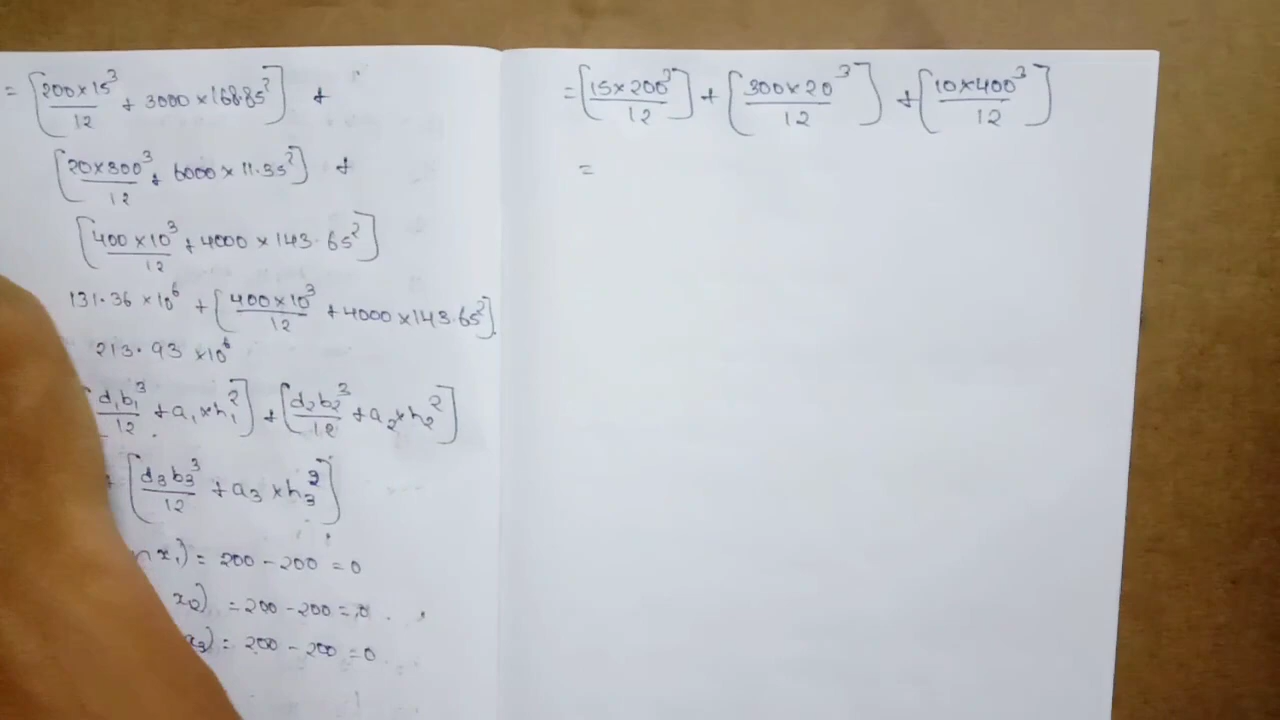 = [200×15³/12 + 3000×168.85²] +
[20×300³/12 + 6000×11.35²] +
[400×10³/12 + 4000×143.65²]
131.36×10⁶ + [400×10³/12 + 4000×143.65²]
213.93×10⁶
[d₁b₁³/12 + a₁×h₁²] + [d₂b₂³/12 + a₂×h₂²]
+ [d₃b₃³/12 + a₃×h₃²]
x₁) = 200 - 200 = 0
x₂) = 200 - 200 = 0
x₃) = 200 - 200 = 0
= [15×200³/12] + [300×20³/12] + [10×400³/12]
=